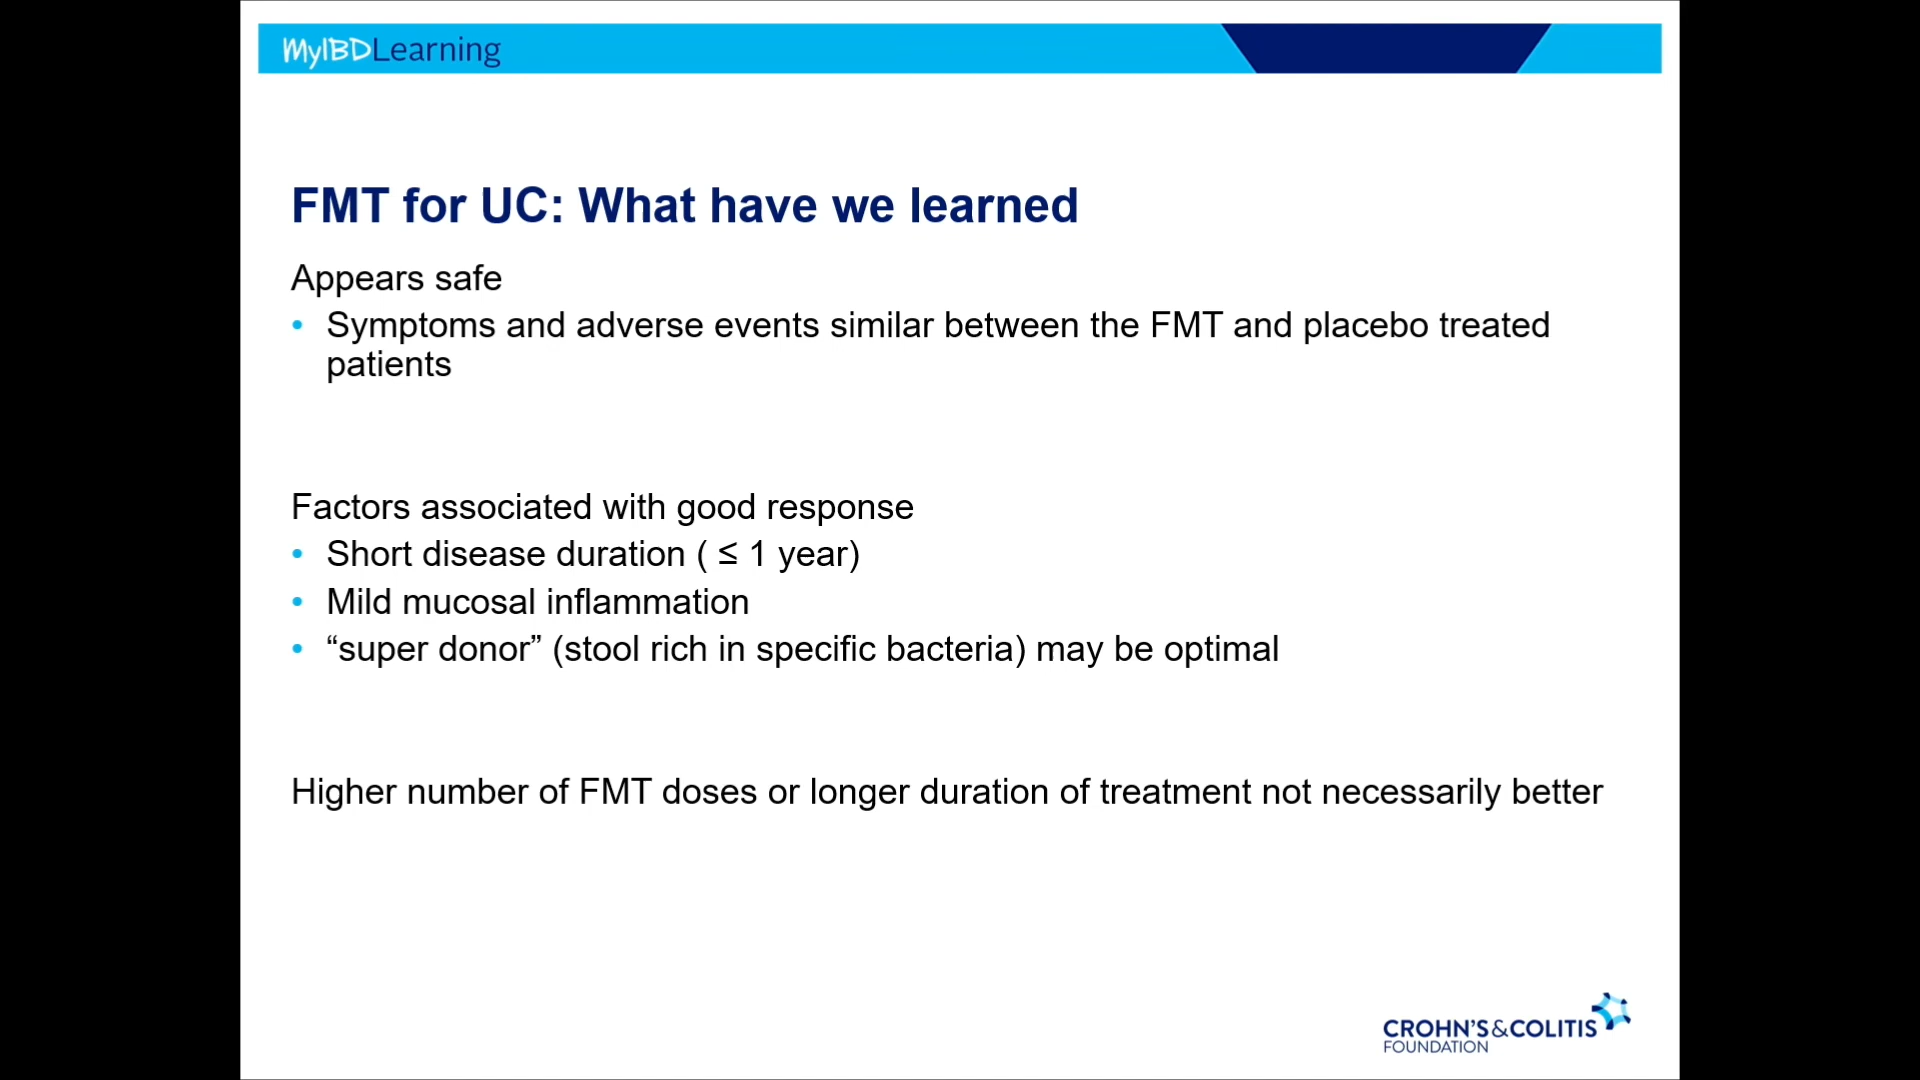 MyIBDLearning
FMT for UC: What have we learned
Appears safe
• Symptoms and adverse events similar between the FMT and placebo treated
patients
Factors associated with good response
• Short disease duration ( ≤ 1 year)
• Mild mucosal inflammation
• “super donor” (stool rich in specific bacteria) may be optimal
Higher number of FMT doses or longer duration of treatment not necessarily better
CROHN'S&COLITIS
FOUNDATION